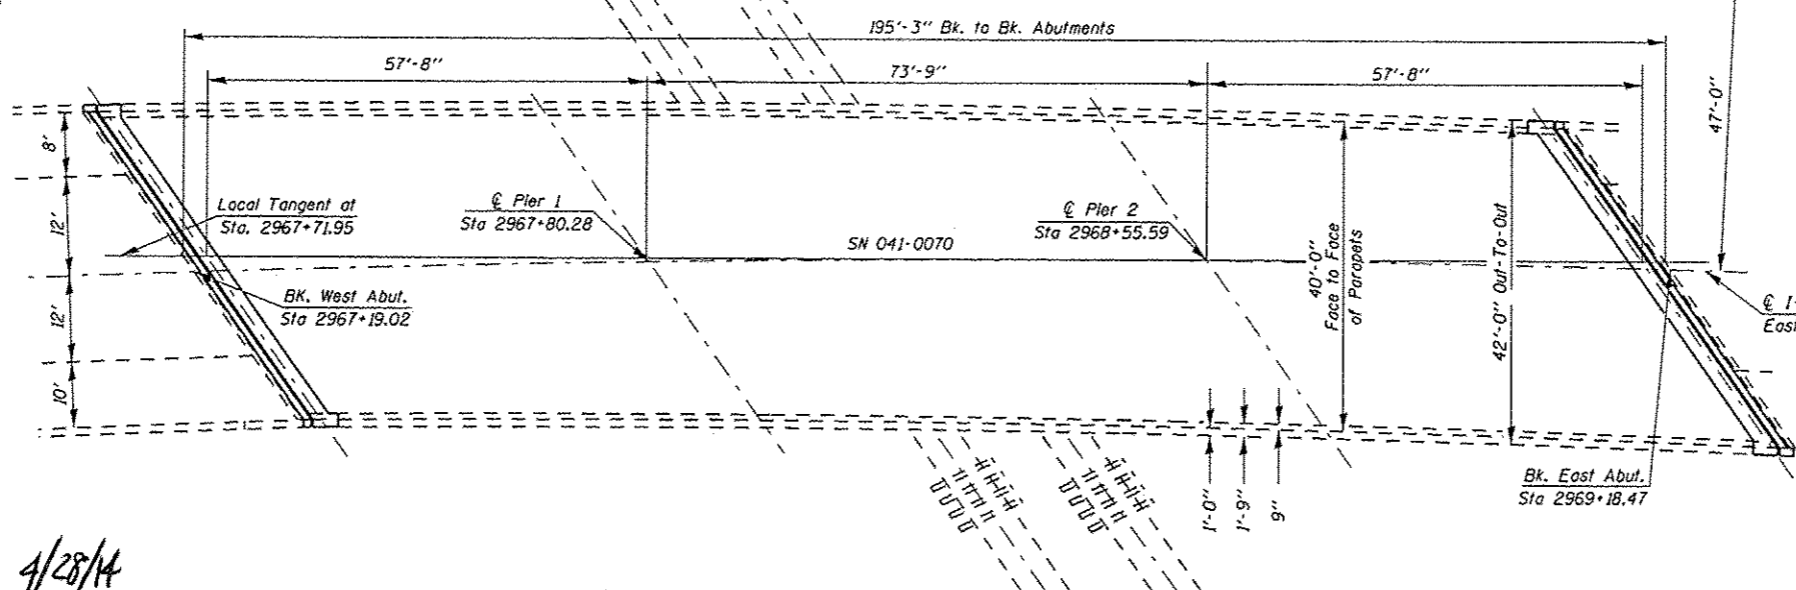 195'-3" Bk. to Bk. Abutments
57'-8"
73'-9"
57'-8"
47'-0"
8'
12'
12'
10'
Local Tangent at
Sta. 2967+71.95
℄ Pier 1
Sta 2967+80.28
SN 041-0070
℄ Pier 2
Sta 2968+55.59
40'-0"
Face to Face
of Parapets
42'-0" Out-To-Out
BK. West Abut.
Sta 2967+19.02
℄ I-
East
Bk. East Abut.
Sta 2969+18.47
1'-0"
1'-9"
9"
4/28/14